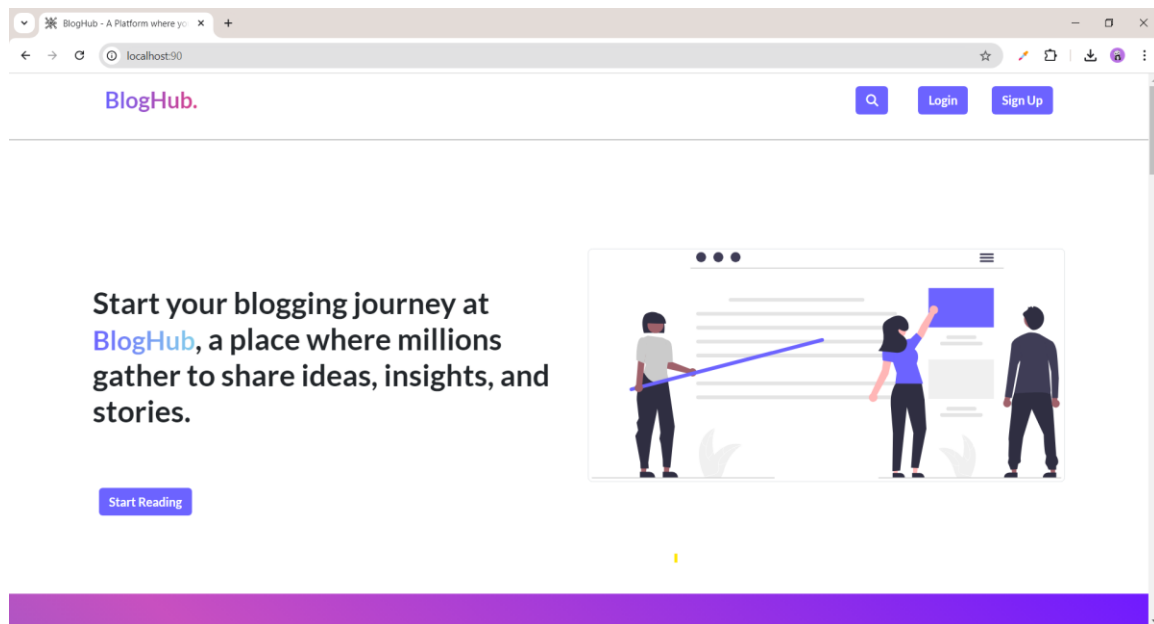 BlogHub - A Platform where yo
localhost:90
BlogHub.
Login
Sign Up
Start your blogging journey at
BlogHub, a place where millions
gather to share ideas, insights, and
stories.
Start Reading